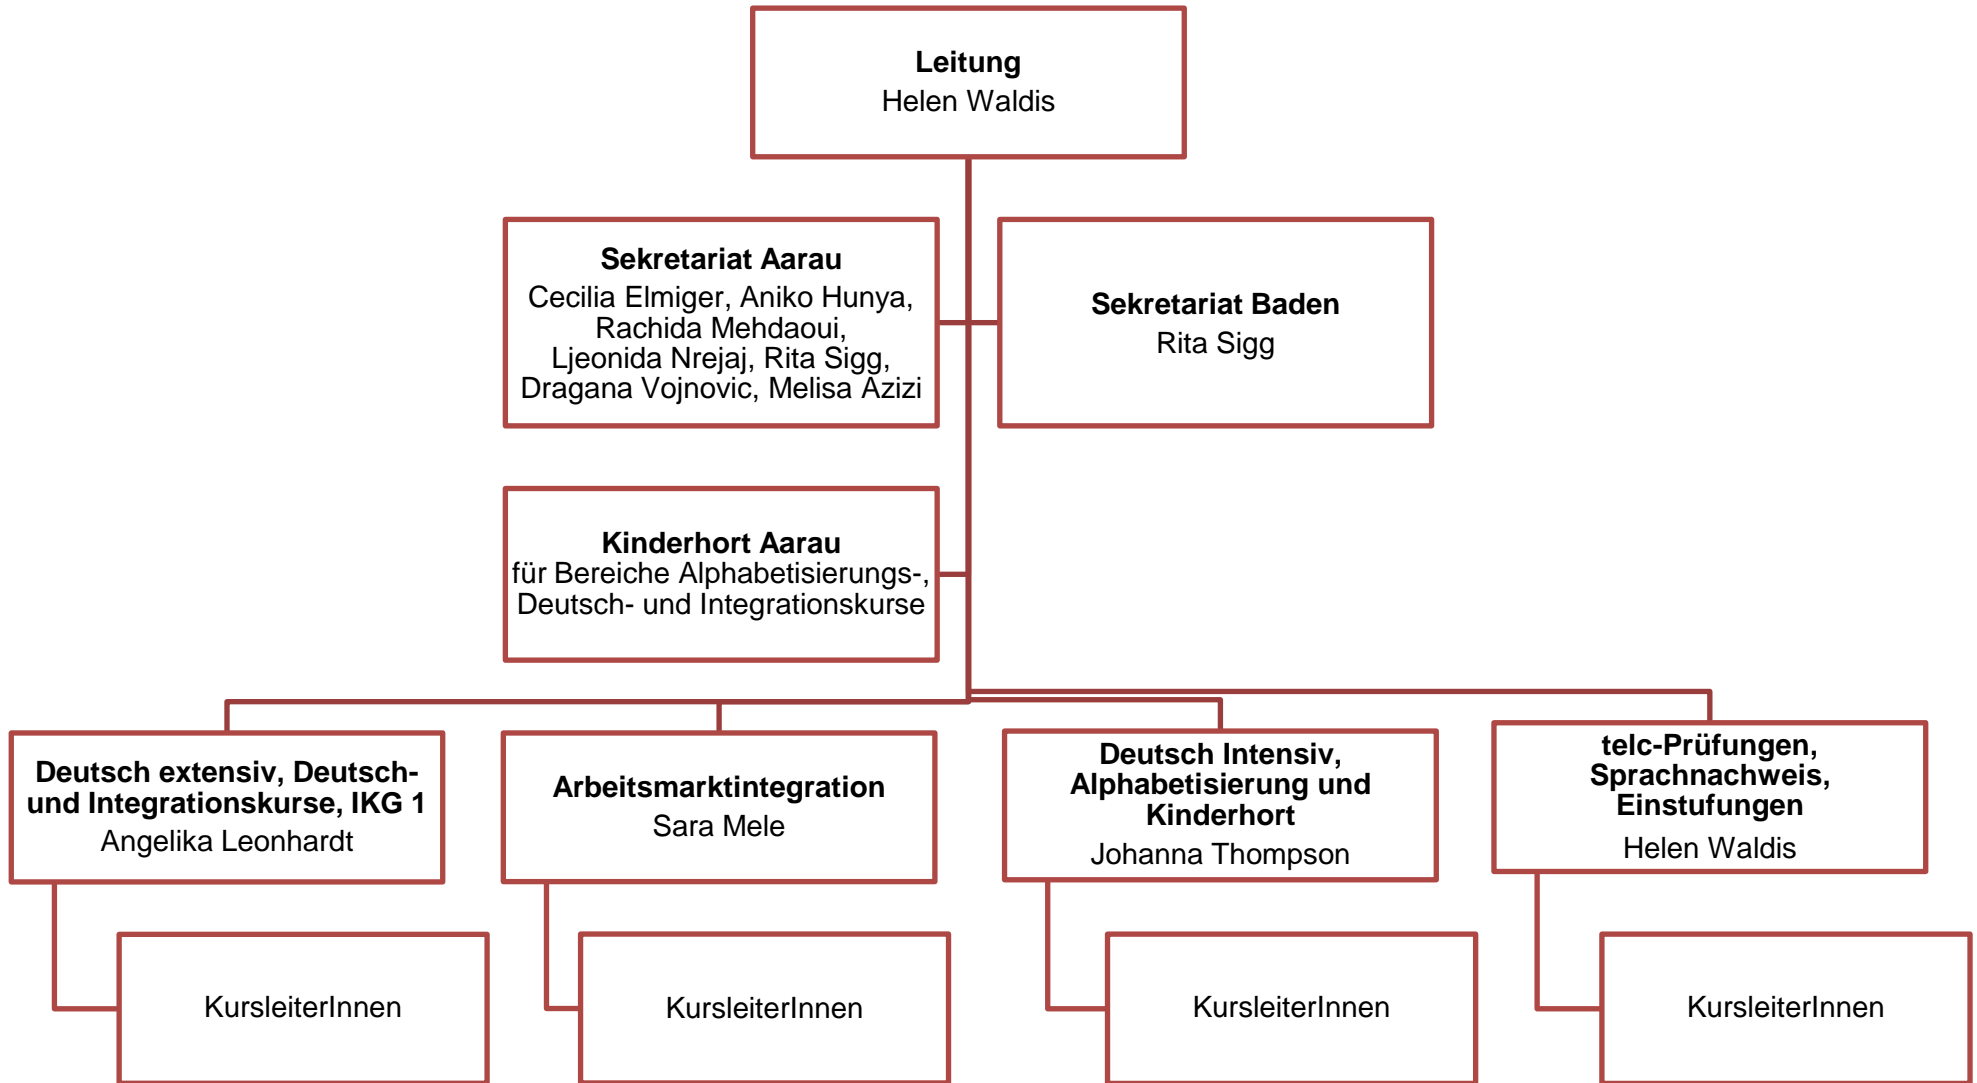 Leitung
Helen Waldis
Sekretariat Aarau
Cecilia Elmiger, Aniko Hunya,
Rachida Mehdaoui,
Ljeonida Nrejaj, Rita Sigg,
Dragana Vojnovic, Melisa Azizi
Sekretariat Baden
Rita Sigg
Kinderhort Aarau
für Bereiche Alphabetisierungs-,
Deutsch- und Integrationskurse
Deutsch extensiv, Deutsch-
und Integrationskurse, IKG 1
Angelika Leonhardt
Arbeitsmarktintegration
Sara Mele
Deutsch Intensiv,
Alphabetisierung und
Kinderhort
Johanna Thompson
telc-Prüfungen,
Sprachnachweis,
Einstufungen
Helen Waldis
KursleiterInnen
KursleiterInnen
KursleiterInnen
KursleiterInnen